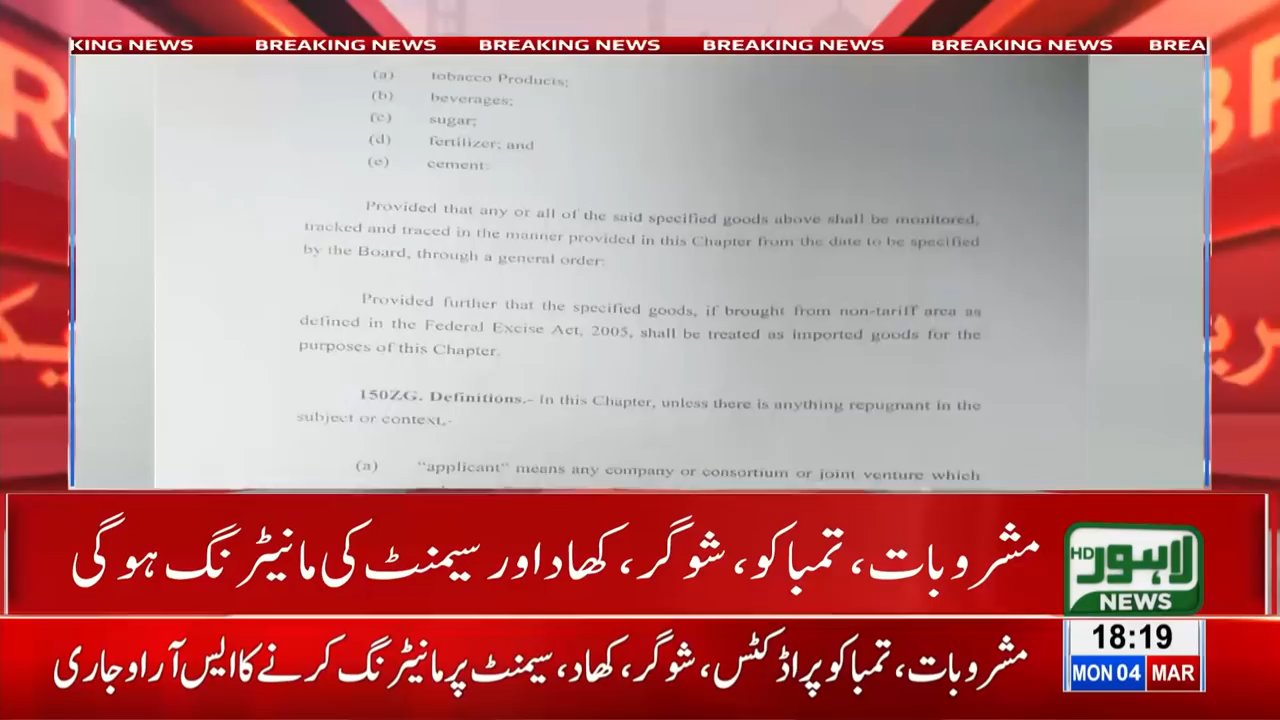 KING NEWS BREAKING NEWS BREAKING NEWS BREAKING NEWS BREAKING NEWS BREA
(a) tobacco Products;
(b) beverages;
(c) sugar;
(d) fertilizer; and
(e) cement:
Provided that any or all of the said specified goods above shall be monitored,
tracked and traced in the manner provided in this Chapter from the date to be specified
by the Board, through a general order:
Provided further that the specified goods, if brought from non-tariff area as
defined in the Federal Excise Act, 2005, shall be treated as imported goods for the
purposes of this Chapter.
150ZG. Definitions.- In this Chapter, unless there is anything repugnant in the
subject or context,-
(a) "applicant" means any company or consortium or joint venture which
مشروبات، تمباکو، شوگر، کھاد اور سیمنٹ کی مانیٹرنگ ہوگی
لاہور HD
NEWS
مشروبات، تمباکو پراڈکٹس، شوگر، کھاد، سیمنٹ پر مانیٹرنگ کرنے کا ایس آر او جاری
18:19
MON 04 MAR